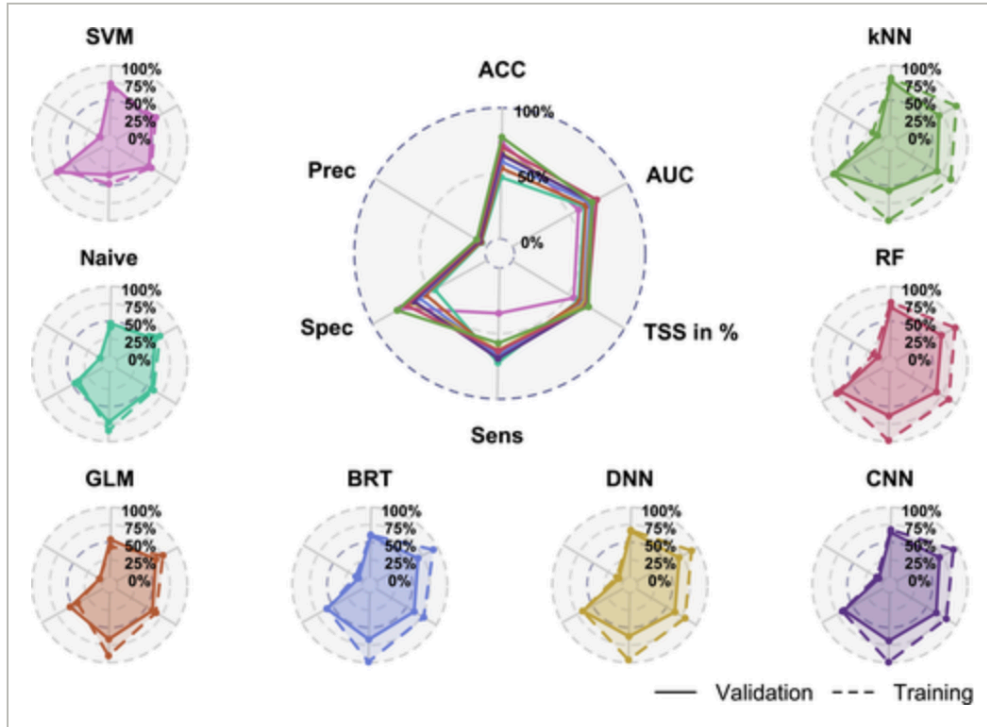 SVM
100%
75%
50%
25%
0%
ACC
100%
50%
0%
AUC
TSS in %
Sens
Spec
Prec
kNN
100%
75%
50%
25%
0%
Naive
100%
75%
50%
25%
0%
RF
100%
75%
50%
25%
0%
GLM
100%
75%
50%
25%
0%
BRT
100%
75%
50%
25%
0%
DNN
100%
75%
50%
25%
0%
CNN
100%
75%
50%
25%
0%
Validation
Training